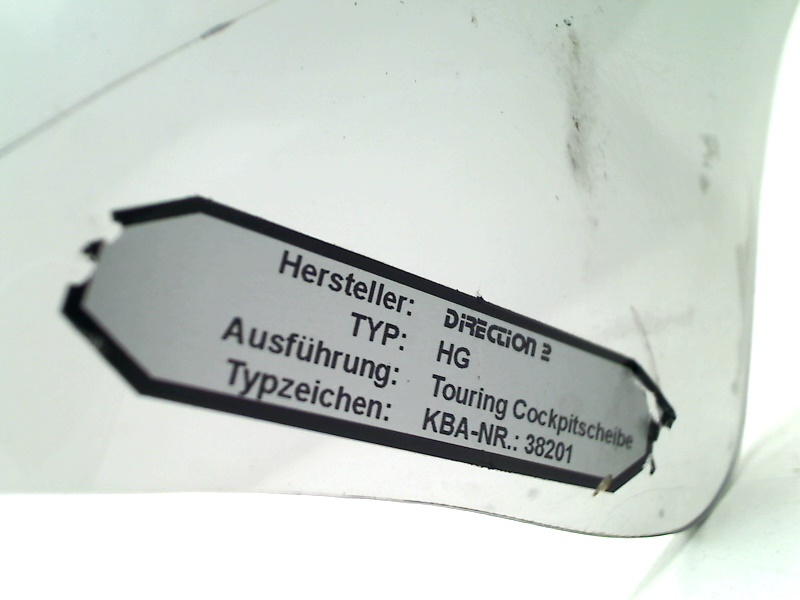 Hersteller: DIRECTION 2
TYP: HG
Ausführung: Touring Cockpitscheibe
Typzeichen: KBA-NR.: 38201